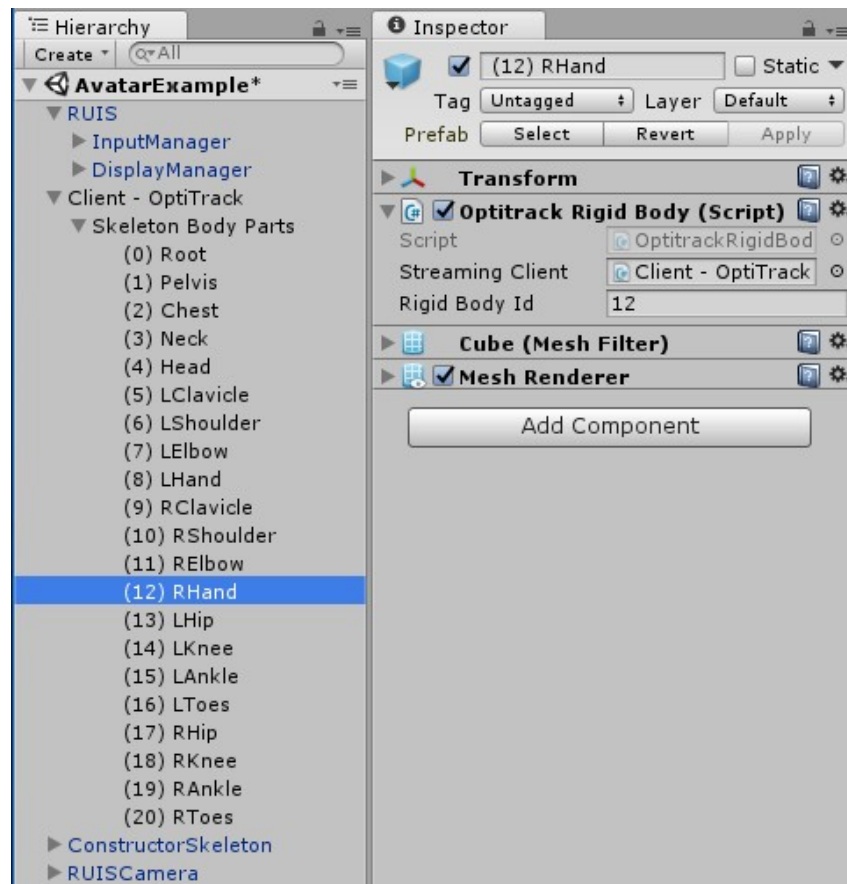 Hierarchy
Create All
AvatarExample*
RUIS
InputManager
DisplayManager
Client - OptiTrack
Skeleton Body Parts
(0) Root
(1) Pelvis
(2) Chest
(3) Neck
(4) Head
(5) LClavicle
(6) LShoulder
(7) LElbow
(8) LHand
(9) RClavicle
(10) RShoulder
(11) RElbow
(12) RHand
(13) LHip
(14) LKnee
(15) LAnkle
(16) LToes
(17) RHip
(18) RKnee
(19) RAnkle
(20) RToes
ConstructorSkeleton
RUISCamera
Inspector
(12) RHand Static
Tag Untagged Layer Default
Prefab Select Revert Apply
Transform
Optitrack Rigid Body (Script)
Script OptitrackRigidBod
Streaming Client Client - OptiTrack
Rigid Body Id 12
Cube (Mesh Filter)
Mesh Renderer
Add Component